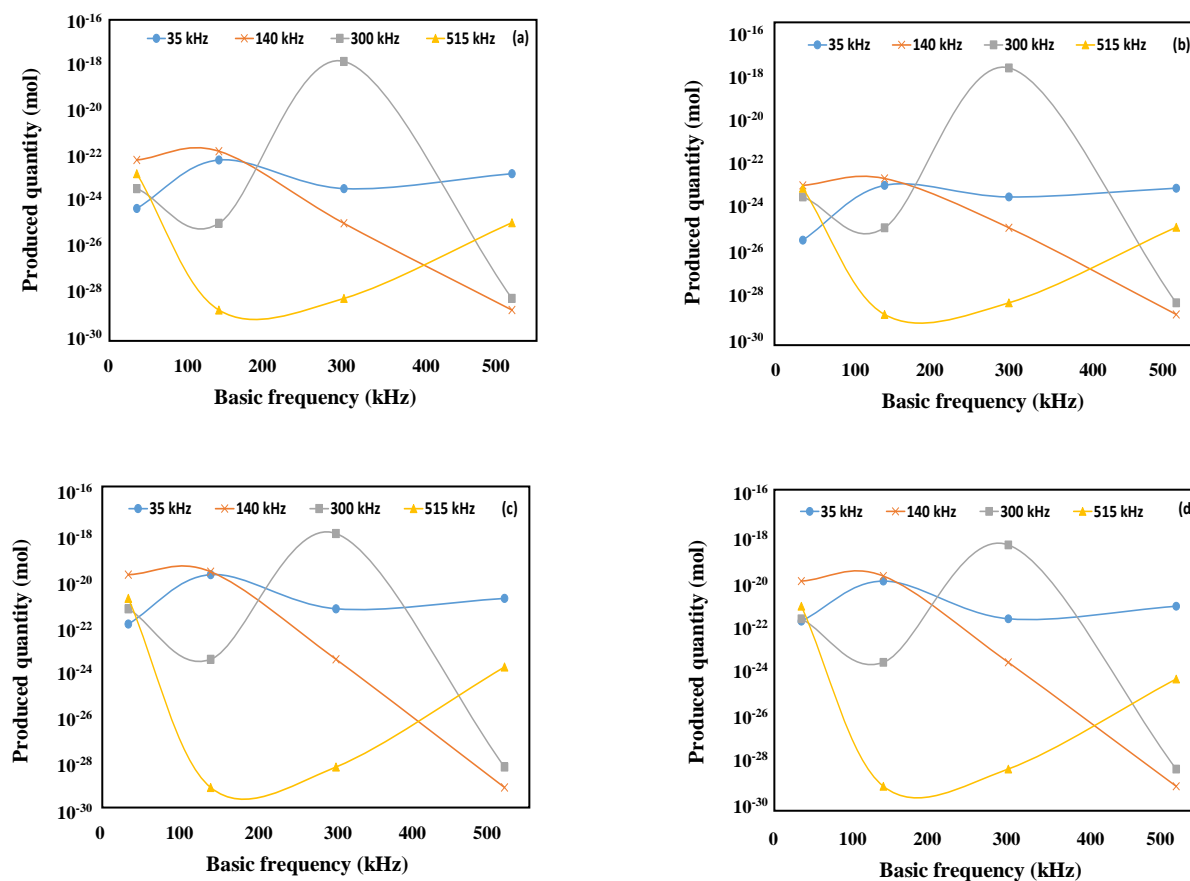 35 kHz 140 kHz 300 kHz 515 kHz (a)
Produced quantity (mol)
10⁻¹⁶
10⁻¹⁸
10⁻²⁰
10⁻²²
10⁻²⁴
10⁻²⁶
10⁻²⁸
10⁻³⁰
0 100 200 300 400 500
Basic frequency (kHz)
35 kHz 140 kHz 300 kHz 515 kHz (b)
Produced quantity (mol)
10⁻¹⁶
10⁻¹⁸
10⁻²⁰
10⁻²²
10⁻²⁴
10⁻²⁶
10⁻²⁸
10⁻³⁰
0 100 200 300 400 500
Basic frequency (kHz)
35 kHz 140 kHz 300 kHz 515 kHz (c)
Produced quantity (mol)
10⁻¹⁶
10⁻¹⁸
10⁻²⁰
10⁻²²
10⁻²⁴
10⁻²⁶
10⁻²⁸
10⁻³⁰
0 100 200 300 400 500
Basic frequency (kHz)
35 kHz 140 kHz 300 kHz 515 kHz (d
Produced quantity (mol)
10⁻¹⁶
10⁻¹⁸
10⁻²⁰
10⁻²²
10⁻²⁴
10⁻²⁶
10⁻²⁸
10⁻³⁰
0 100 200 300 400 500
Basic frequency (kHz)